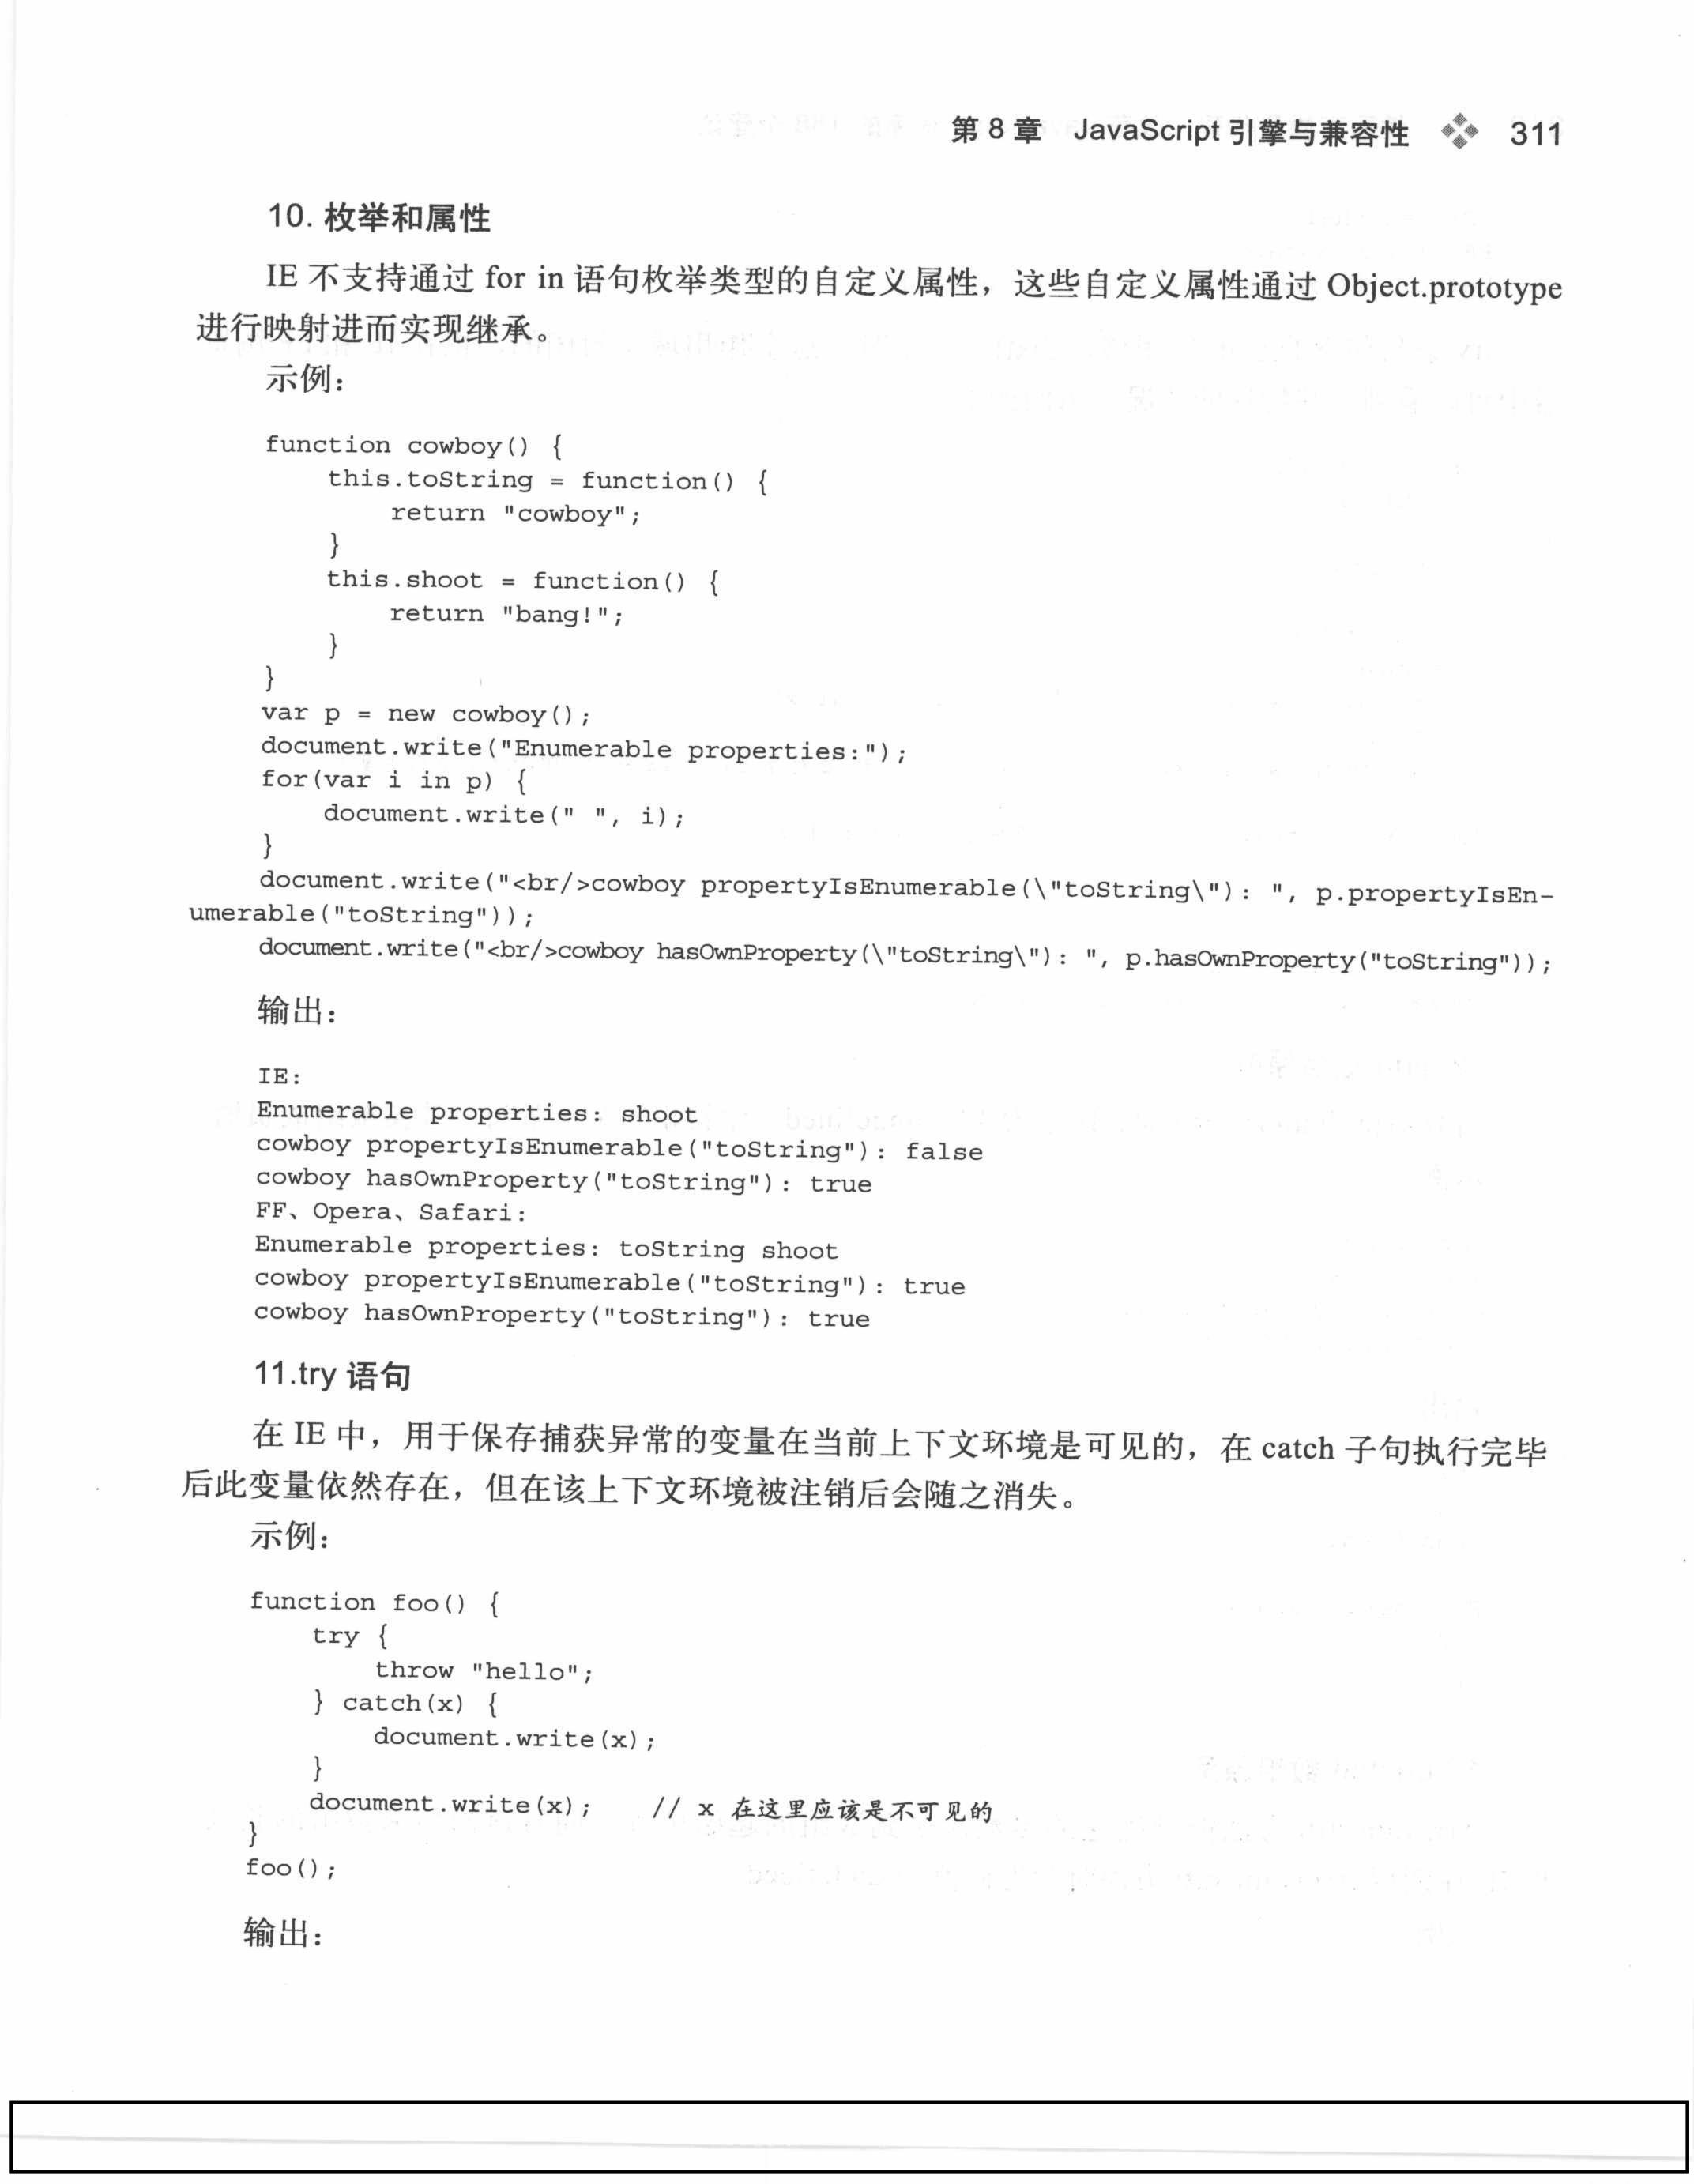 第 8 章　JavaScript 引擎与兼容性　311
10. 枚举和属性
IE 不支持通过 for in 语句枚举类型的自定义属性，这些自定义属性通过 Object.prototype
进行映射进而实现继承。
示例：
function cowboy() {
    this.toString = function() {
        return "cowboy";
    }
    this.shoot = function() {
        return "bang!";
    }
}
var p = new cowboy();
document.write("Enumerable properties:");
for(var i in p) {
    document.write(" ", i);
}
document.write("<br/>cowboy propertyIsEnumerable(\"toString\"): ", p.propertyIsEn-
umerable("toString"));
document.write("<br/>cowboy hasOwnProperty(\"toString\"): ", p.hasOwnProperty("toString"));
输出：
IE:
Enumerable properties: shoot
cowboy propertyIsEnumerable("toString"): false
cowboy hasOwnProperty("toString"): true
FF、Opera、Safari:
Enumerable properties: toString shoot
cowboy propertyIsEnumerable("toString"): true
cowboy hasOwnProperty("toString"): true
11.try 语句
在 IE 中，用于保存捕获异常的变量在当前上下文环境是可见的，在 catch 子句执行完毕
后此变量依然存在，但在该上下文环境被注销后会随之消失。
示例：
function foo() {
    try {
        throw "hello";
    } catch(x) {
        document.write(x);
    }
    document.write(x);    // x 在这里应该是不可见的
}
foo();
输出：